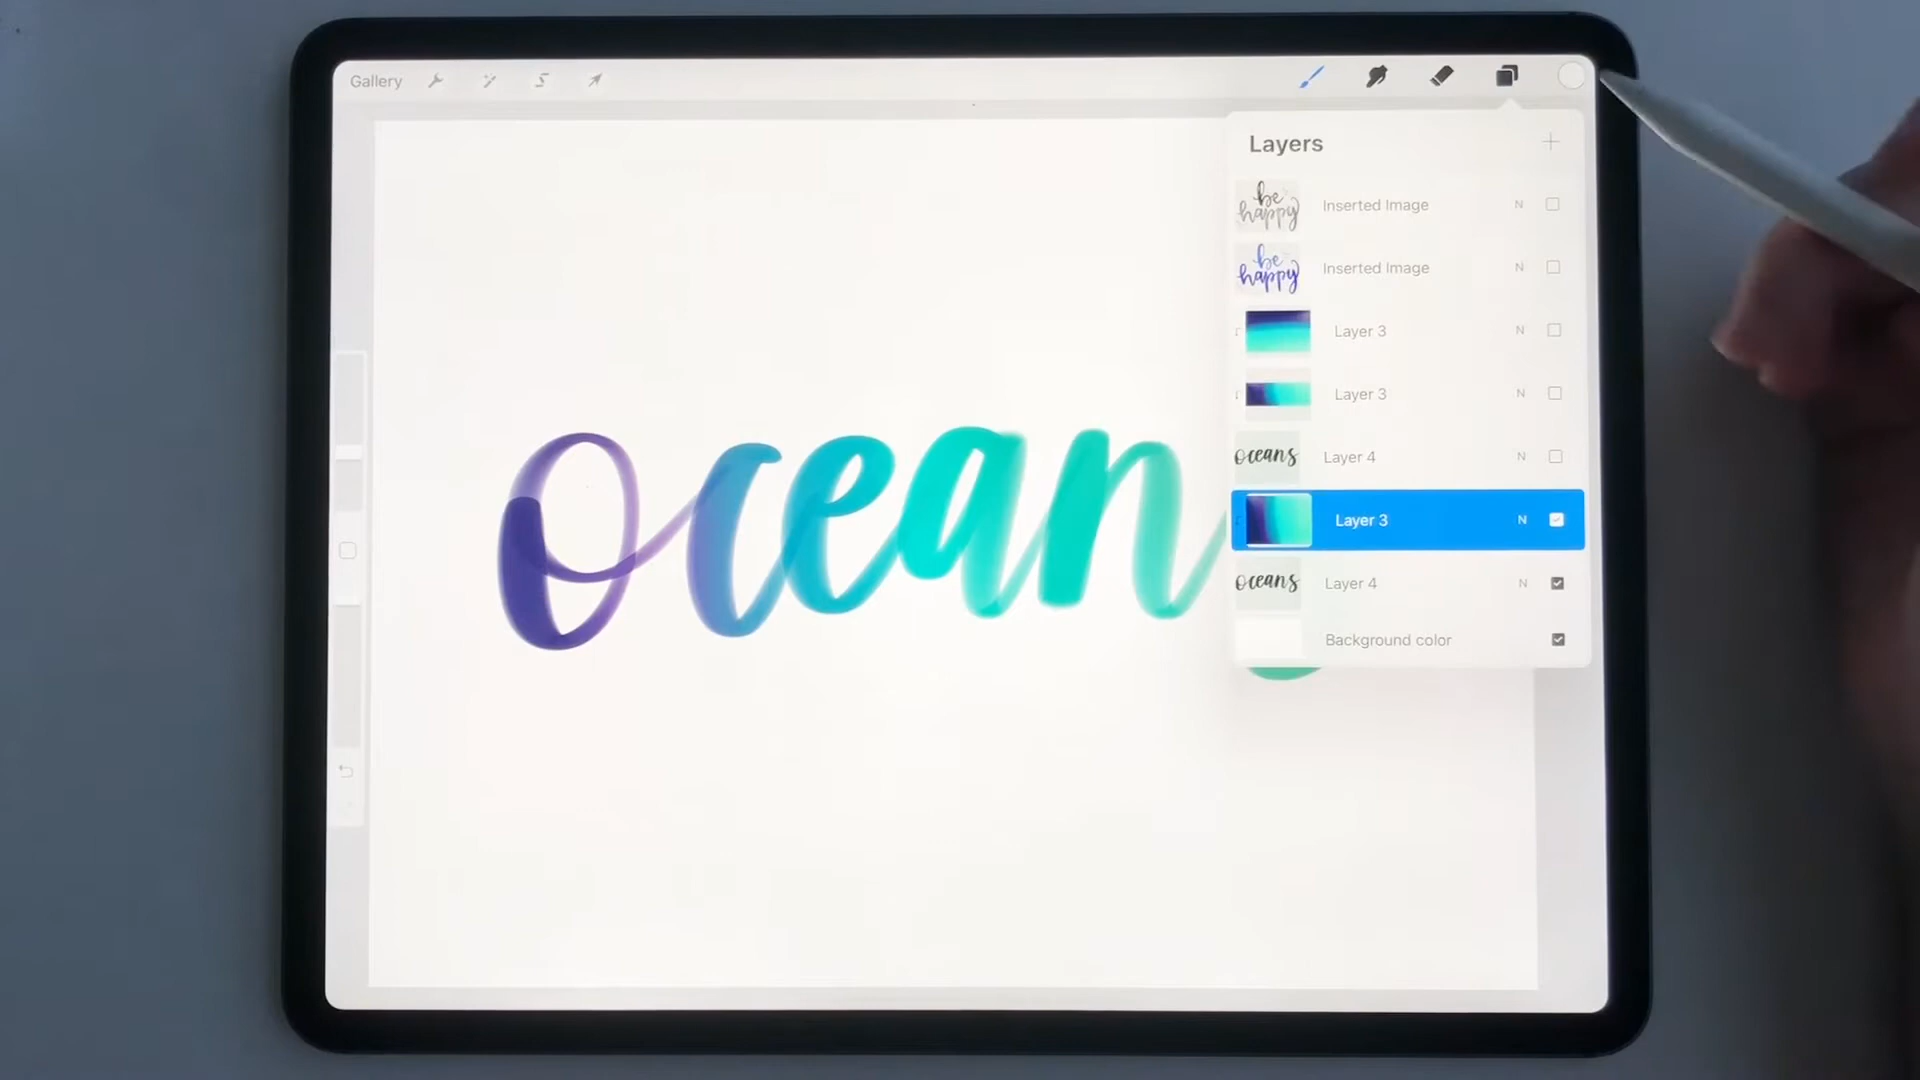 Gallery
Layers
be happy
Inserted Image N
be happy
Inserted Image N
Layer 3 N
Layer 3 N
oceans
Layer 4 N
Layer 3 N
oceans
Layer 4 N
Background color
ocean